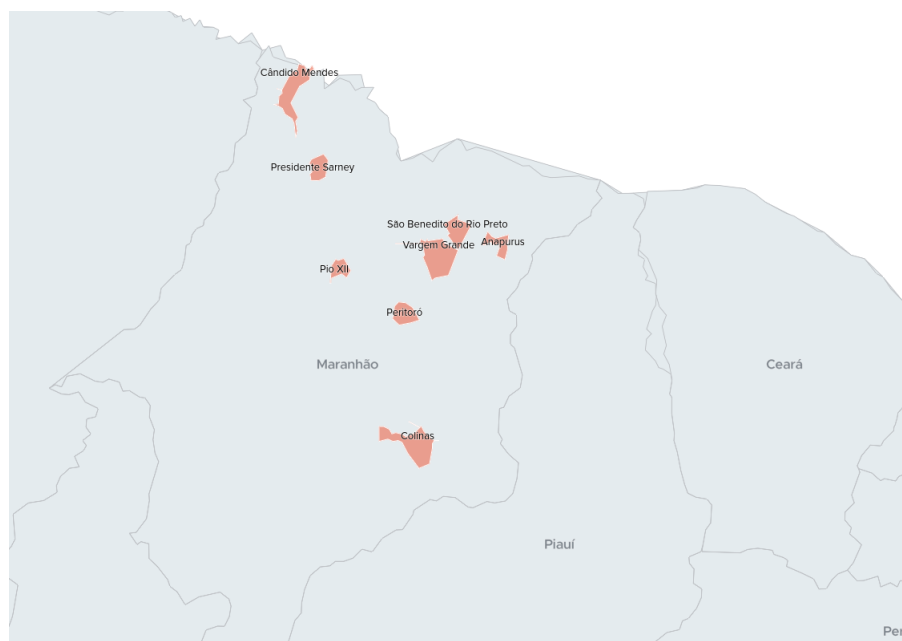 Cândido Mendes
Presidente Sarney
São Benedito do Rio Preto
Vargem Grande
Anapurus
Pio XII
Peritoró
Maranhão
Ceará
Colinas
Piauí
Per